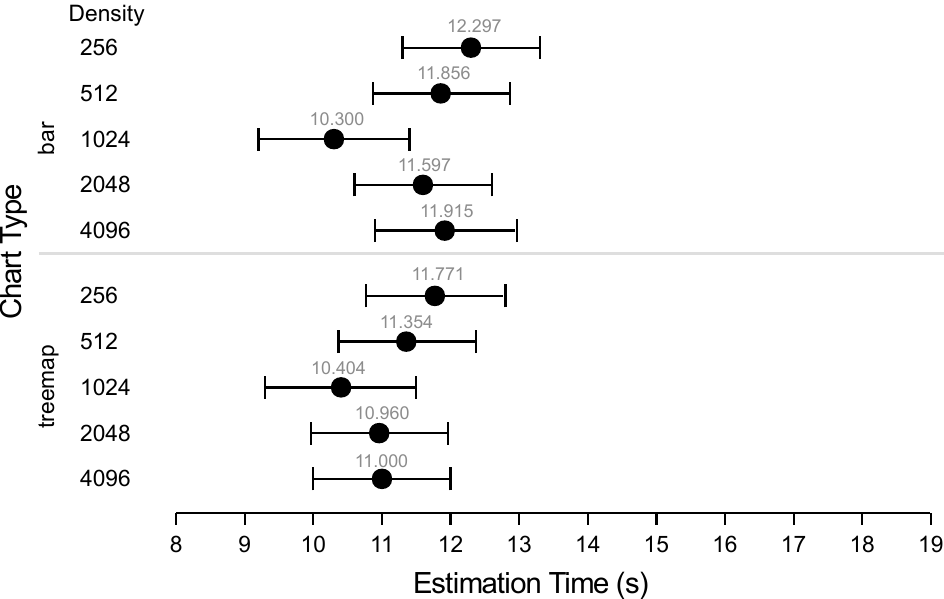 Density
Chart Type
bar
256 12.297
512 11.856
1024 10.300
2048 11.597
4096 11.915
treemap
256 11.771
512 11.354
1024 10.404
2048 10.960
4096 11.000
8 9 10 11 12 13 14 15 16 17 18 19
Estimation Time (s)